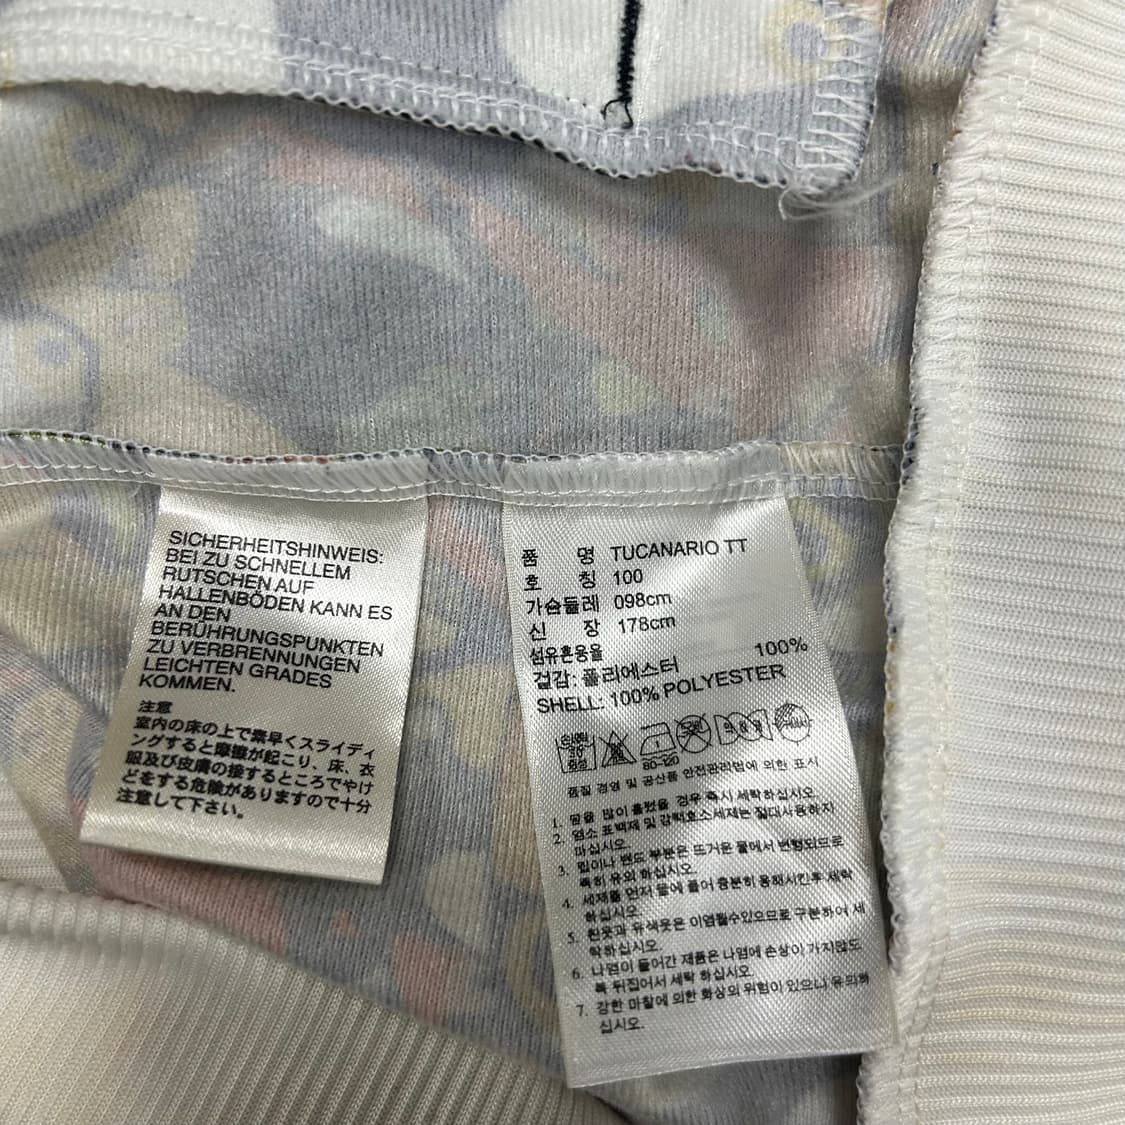 SICHERHEITSHINWEIS:
BEI ZU SCHNELLEM
RUTSCHEN AUF
HALLENBÖDEN KANN ES
AN DEN
BERÜHRUNGSPUNKTEN
ZU VERBRENNUNGEN
LEICHTEN GRADES
KOMMEN.
注意
室内の床の上で素早くスライディ
ングすると摩擦が起こり、床、衣
服及び皮膚の接するところでやけ
どをする危険がありますので十分
注意して下さい。
품 명 TUCANARIO TT
호 칭 100
가슴둘레 098cm
신 장 178cm
섬유혼용율
겉감: 폴리에스터 100%
SHELL: 100% POLYESTER
80-120
품질 경영 및 공산품 안전관리법에 의한 표시
1. 땀을 많이 흘렸을 경우 즉시 세탁하십시오.
2. 염소 표백제 및 강력효소세제는 절대사용하지
마십시오.
3. 립이나 밴드 부분은 뜨거운 물에서 변형되므로
특히 유의 하십시오.
4. 세제를 먼저 물에 풀어 충분히 용해시킨후 세탁
하십시오.
5. 흰옷과 유색옷은 이염될수있으므로 구분하여 세
탁하십시오.
6. 나염이 들어간 제품은 나염에 손상이 가지않도
록 뒤집어서 세탁 하십시오.
7. 강한 마찰에 의한 화상의 위험이 있으니 유의하
십시오.